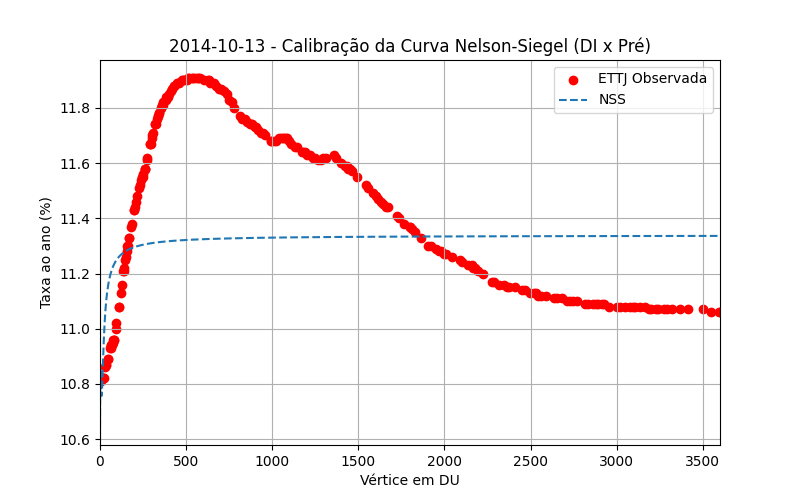 2014-10-13 - Calibração da Curva Nelson-Siegel (DI x Pré)
ETTJ Observada
NSS
Taxa ao ano (%)
11.8
11.6
11.4
11.2
11.0
10.8
10.6
0 500 1000 1500 2000 2500 3000 3500
Vértice em DU